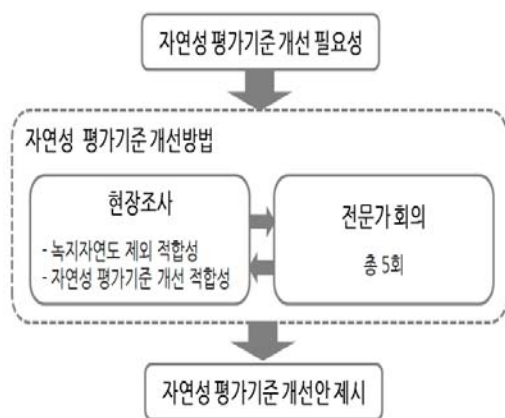 자연성 평가기준 개선 필요성
자연성 평가기준 개선방법
현장조사
- 녹지자연도 제외 적합성
- 자연성 평가기준 개선 적합성
전문가 회의
총 5회
자연성 평가기준 개선안 제시